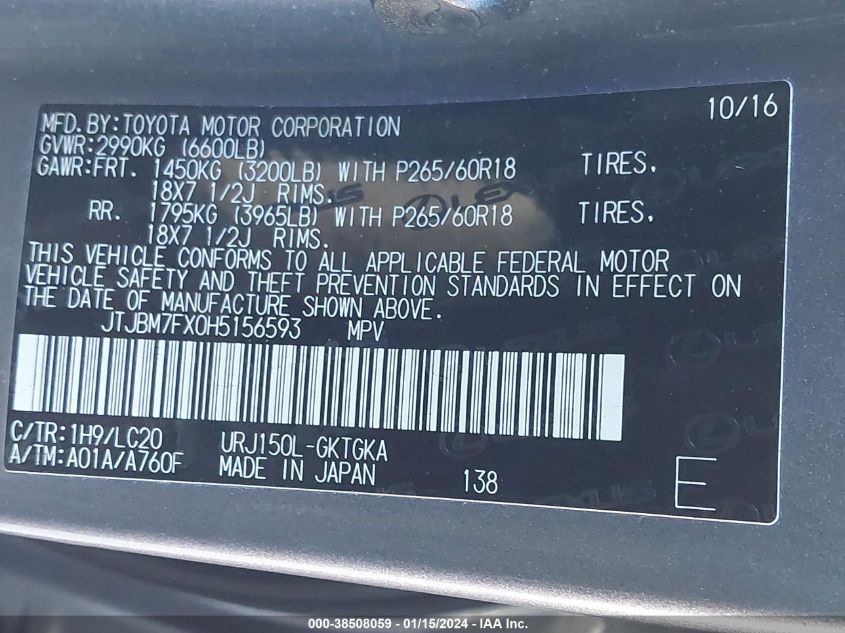 10/16
MFD.BY:TOYOTA MOTOR CORPORATION
GVWR:2990KG (6600LB)
GAWR:FRT. 1450KG (3200LB) WITH P265/60R18 TIRES.
18X7 1/2J RIMS.
RR. 1795KG (3965LB) WITH P265/60R18 TIRES.
18X7 1/2J RIMS.
THIS VEHICLE CONFORMS TO ALL APPLICABLE FEDERAL MOTOR
VEHICLE SAFETY AND THEFT PREVENTION STANDARDS IN EFFECT ON
THE DATE OF MANUFACTURE SHOWN ABOVE.
JTJBM7FX0H5156593 MPV
C/TR:1H9/LC20 URJ150L-GKTGKA
A/TM:A01A/A760F MADE IN JAPAN 138 E
000-38508059 - 01/15/2024 - IAA Inc.